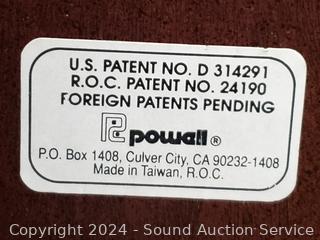 U.S. PATENT NO. D 314291
R.O.C. PATENT NO. 24190
FOREIGN PATENTS PENDING
powell®
P.O. Box 1408, Culver City, CA 90232-1408
Made in Taiwan, R.O.C.
Copyright 2024 - Sound Auction Service